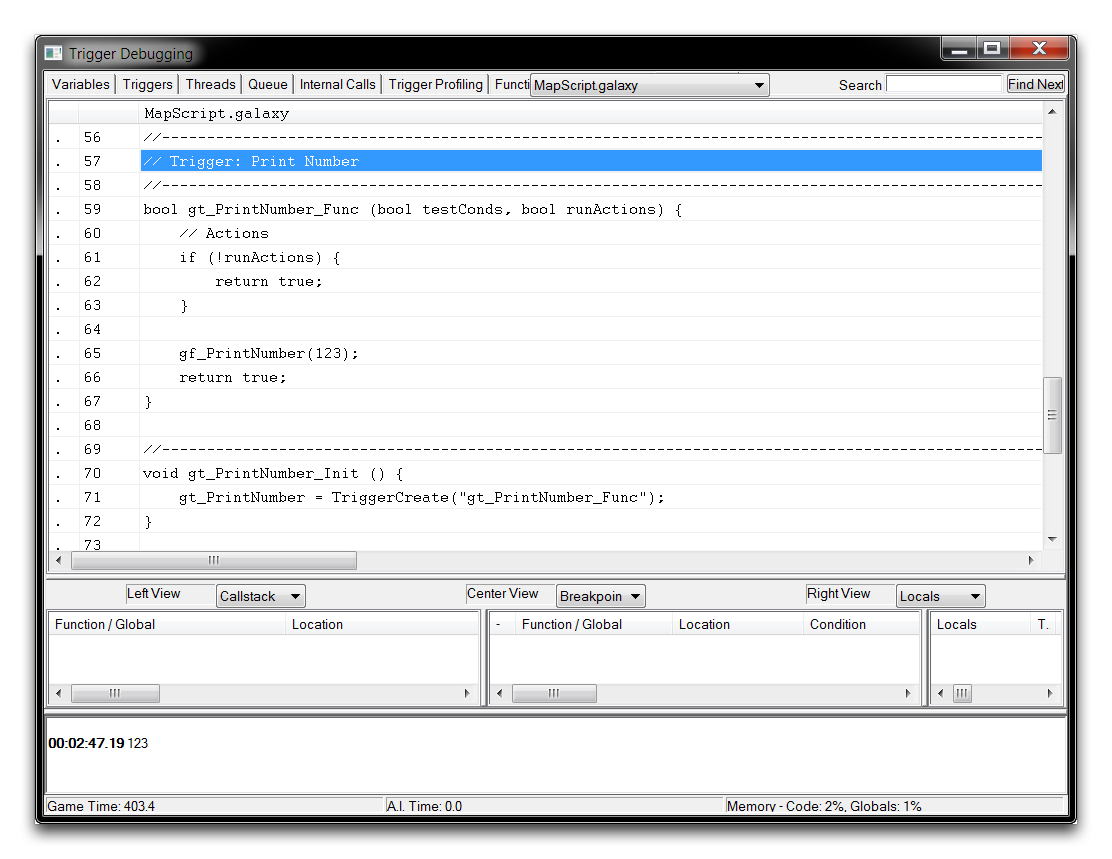 Trigger Debugging
Variables Triggers Threads Queue Internal Calls Trigger Profiling Functi MapScript.galaxy Search Find Next
MapScript.galaxy
. 56 //--------------------------------------------------------------------------------------------------
. 57 // Trigger: Print Number
. 58 //--------------------------------------------------------------------------------------------------
. 59 bool gt_PrintNumber_Func (bool testConds, bool runActions) {
. 60 // Actions
. 61 if (!runActions) {
. 62 return true;
. 63 }
. 64
. 65 gf_PrintNumber(123);
. 66 return true;
. 67 }
. 68
. 69 //--------------------------------------------------------------------------------------------------
. 70 void gt_PrintNumber_Init () {
. 71 gt_PrintNumber = TriggerCreate("gt_PrintNumber_Func");
. 72 }
. 73
Left View Callstack Center View Breakpoin Right View Locals
Function / Global Location - Function / Global Location Condition Locals T.
00:02:47.19 123
Game Time: 403.4 A.I. Time: 0.0 Memory - Code: 2%, Globals: 1%